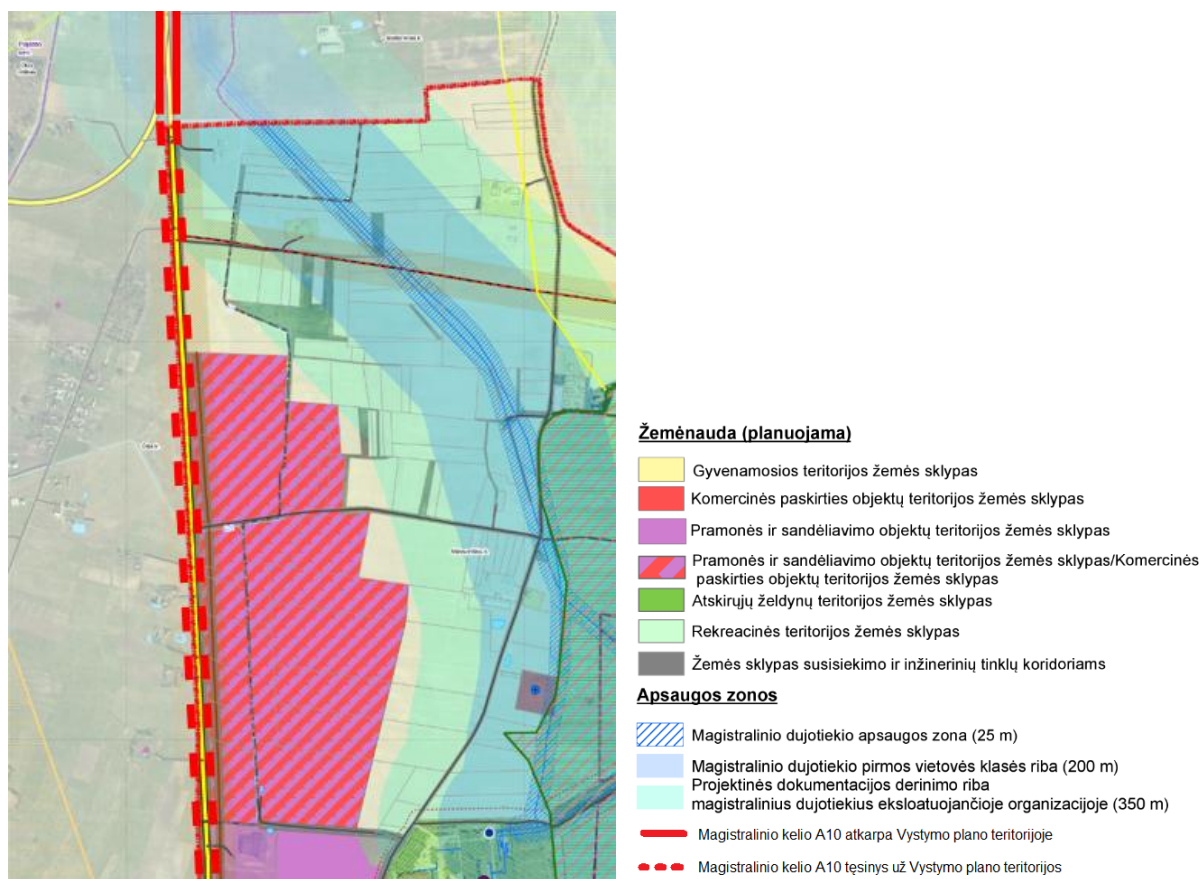 Žemėnauda (planuojama)
Gyvenamosios teritorijos žemės sklypas
Komercinės paskirties objektų teritorijos žemės sklypas
Pramonės ir sandėliavimo objektų teritorijos žemės sklypas
Pramonės ir sandėliavimo objektų teritorijos žemės sklypas/Komercinės
paskirties objektų teritorijos žemės sklypas
Atskirųjų želdynų teritorijos žemės sklypas
Rekreacinės teritorijos žemės sklypas
Žemės sklypas susisiekimo ir inžinerinių tinklų koridoriams
Apsaugos zonos
Magistralinio dujotiekio apsaugos zona (25 m)
Magistralinio dujotiekio pirmos vietovės klasės riba (200 m)
Projektinės dokumentacijos derinimo riba
magistralinius dujotiekius eksloatuojančioje organizacijoje (350 m)
Magistralinio kelio A10 atkarpa Vystymo plano teritorijoje
Magistralinio kelio A10 tęsinys už Vystymo plano teritorijos